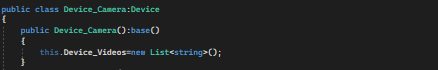 public class Device_Camera:Device
{
public Device_Camera():base()
{
this.Device_Videos=new List<string>();
}